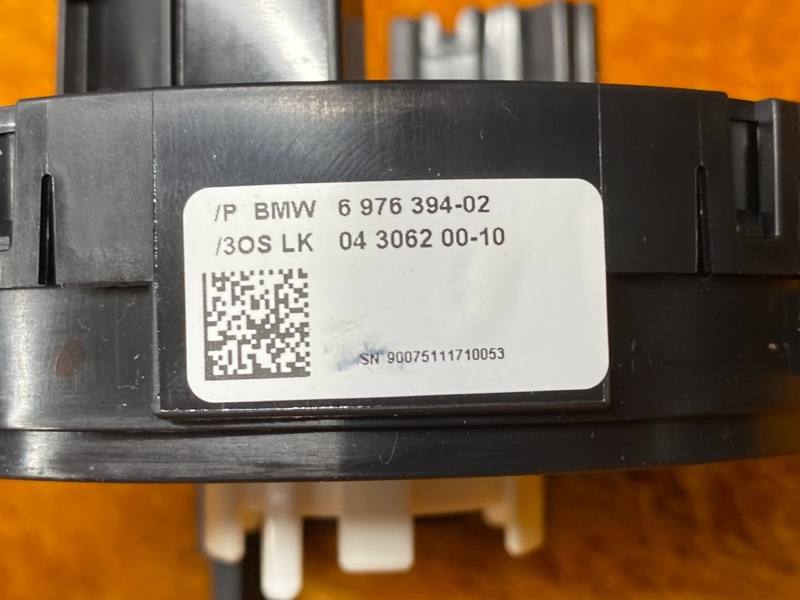 /P BMW 6 976 394-02
/3OS LK 04 3062 00-10
SN 90075111710053